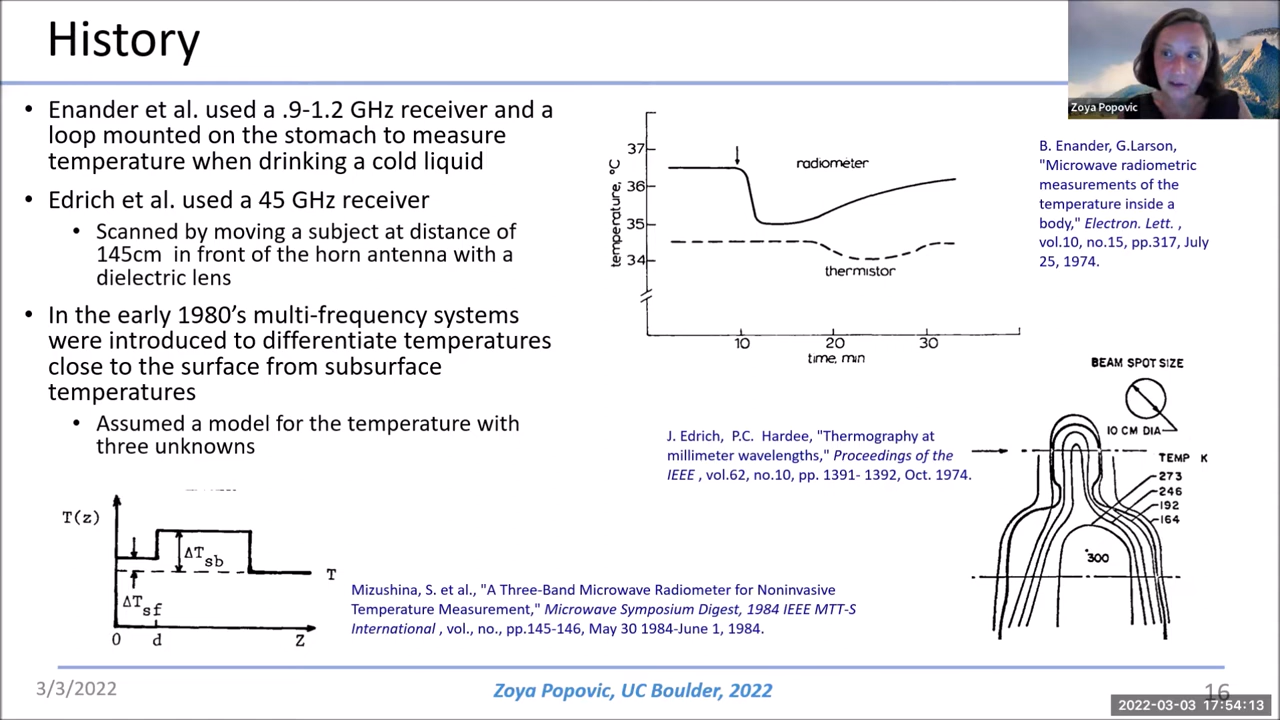 History
Zoya Popovic
• Enander et al. used a .9-1.2 GHz receiver and a
loop mounted on the stomach to measure
temperature when drinking a cold liquid
• Edrich et al. used a 45 GHz receiver
• Scanned by moving a subject at distance of
145cm in front of the horn antenna with a
dielectric lens
• In the early 1980’s multi-frequency systems
were introduced to differentiate temperatures
close to the surface from subsurface
temperatures
• Assumed a model for the temperature with
three unknowns
temperature, °C
37
36
35
34
radiometer
thermistor
10 20 30
time, min
B. Enander, G.Larson,
"Microwave radiometric
measurements of the
temperature inside a
body," Electron. Lett. ,
vol.10, no.15, pp.317, July
25, 1974.
J. Edrich, P.C. Hardee, "Thermography at
millimeter wavelengths," Proceedings of the
IEEE , vol.62, no.10, pp. 1391- 1392, Oct. 1974.
BEAM SPOT SIZE
10 CM DIA
TEMP K
273
246
192
164
300
T(z)
ΔTsb
T
ΔTsf
0 d Z
Mizushina, S. et al., "A Three-Band Microwave Radiometer for Noninvasive
Temperature Measurement," Microwave Symposium Digest, 1984 IEEE MTT-S
International , vol., no., pp.145-146, May 30 1984-June 1, 1984.
3/3/2022
Zoya Popovic, UC Boulder, 2022
16
2022-03-03 17:54:13